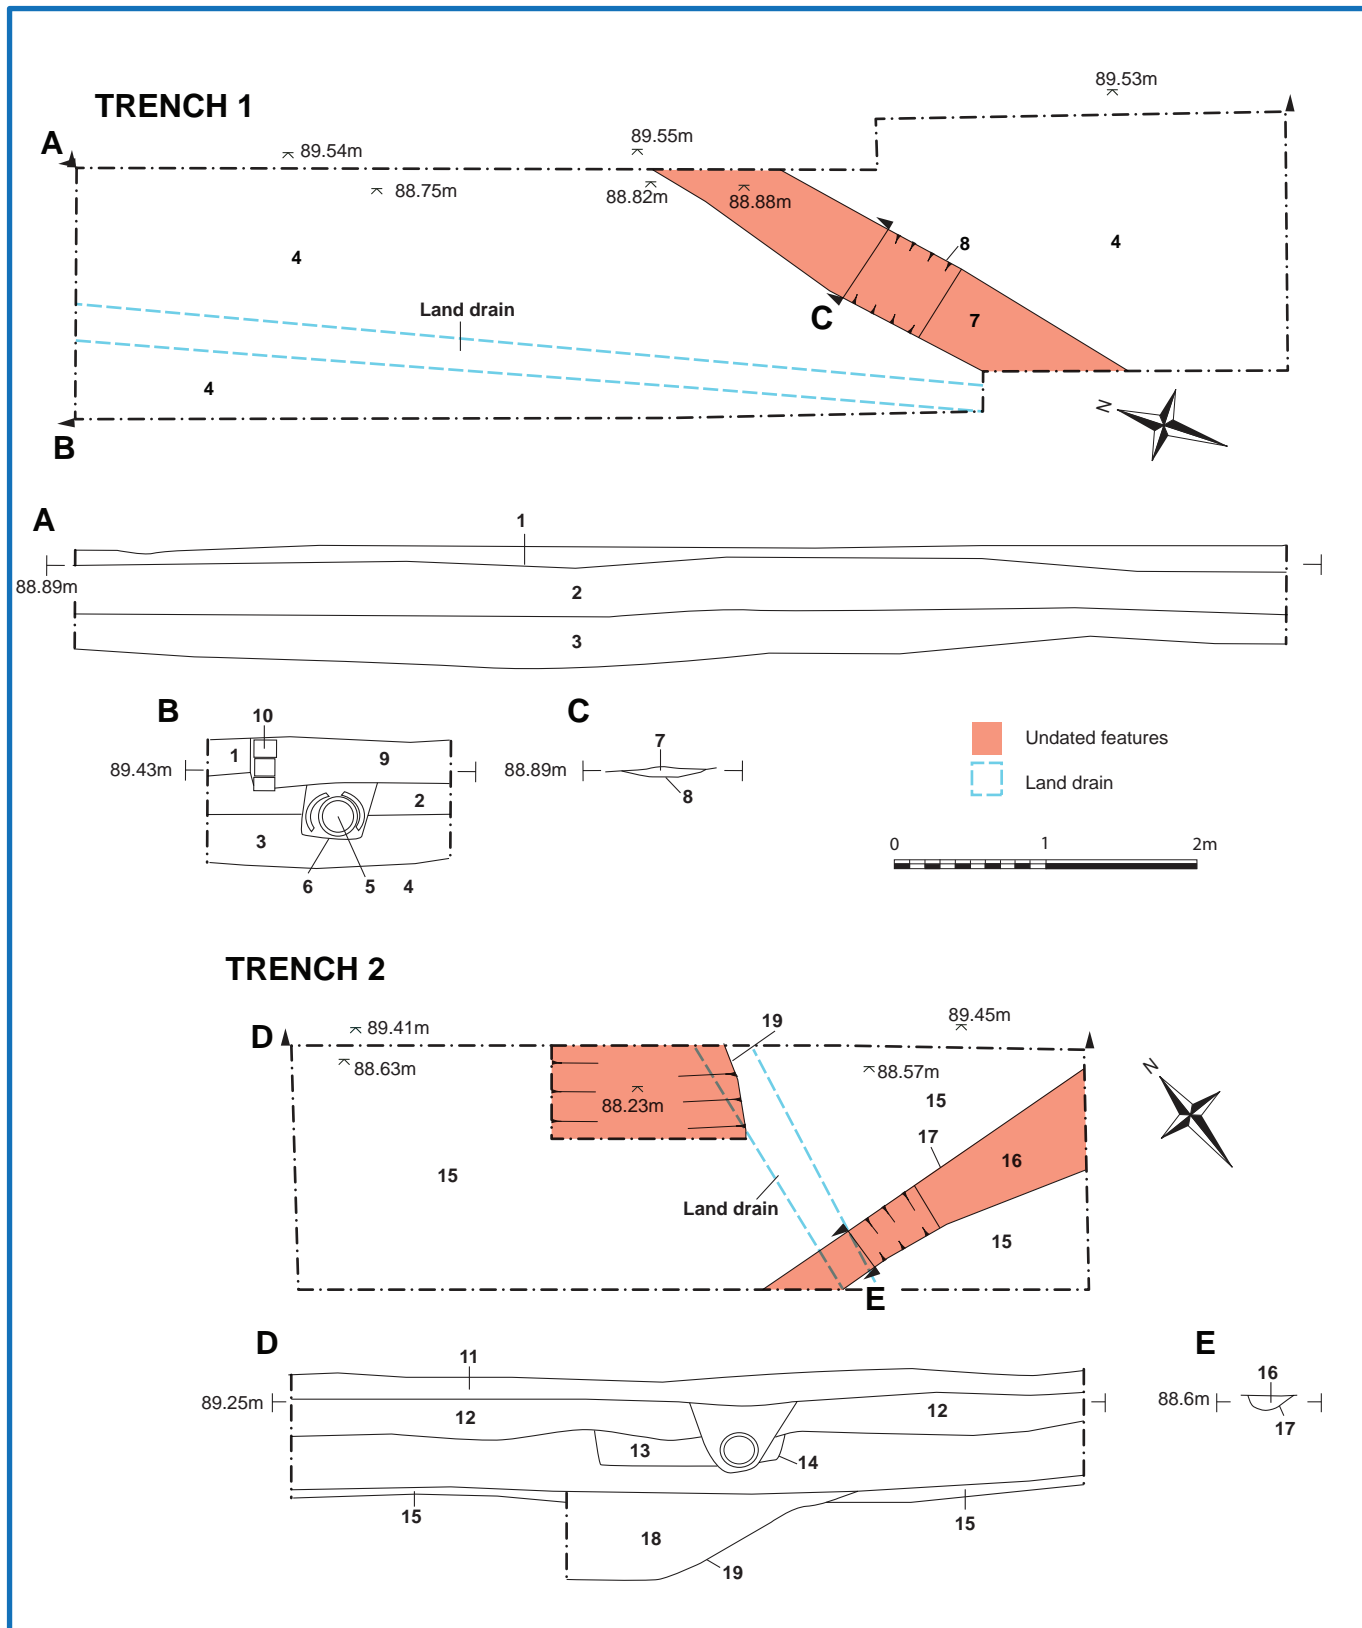 TRENCH 1
89.53m
A
89.54m
89.55m
88.75m
88.82m
88.88m
4
8
4
Land drain
C
7
4
B
N
A
1
88.89m
2
3
B
10
C
1
9
7
89.43m
88.89m
2
8
3
6
5
4
Undated features
Land drain
0
1
2m
TRENCH 2
D
89.41m
19
89.45m
88.63m
88.57m
N
88.23m
15
17
16
15
Land drain
15
E
D
11
E
89.25m
12
12
16
88.6m
13
14
17
15
18
15
19